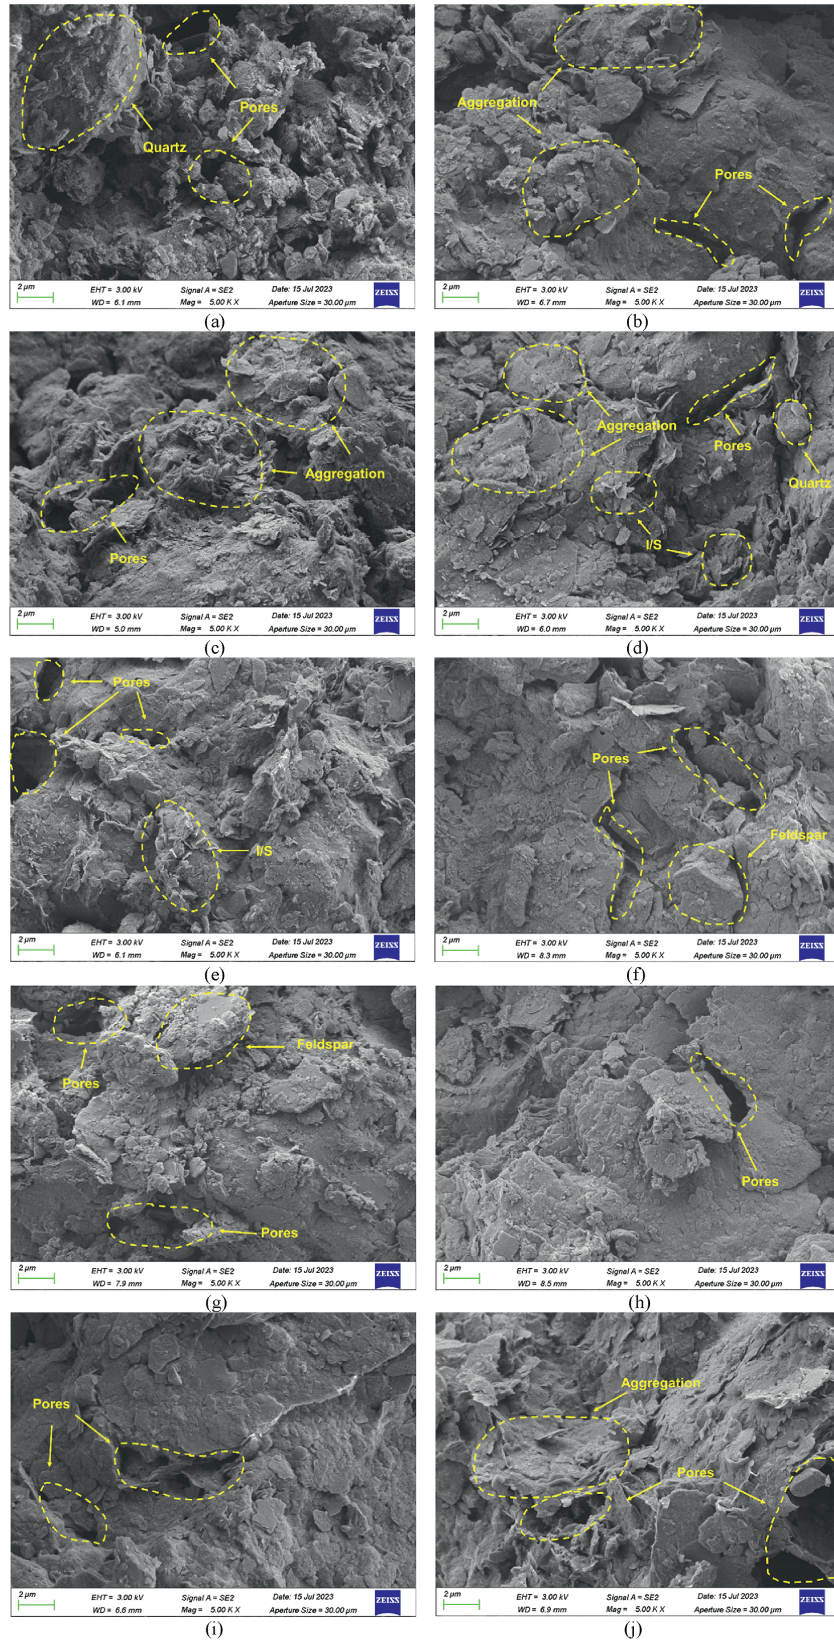 Pores
Quartz
2 µm
EHT = 3.00 kV Signal A = SE2 Date: 15 Jul 2023
WD = 6.1 mm Mag = 5.00 K X Aperture Size = 30.00 µm
ZEISS
(a)
Aggregation
Pores
2 µm
EHT = 3.00 kV Signal A = SE2 Date: 15 Jul 2023
WD = 6.7 mm Mag = 5.00 K X Aperture Size = 30.00 µm
ZEISS
(b)
Aggregation
Pores
2 µm
EHT = 3.00 kV Signal A = SE2 Date: 15 Jul 2023
WD = 5.0 mm Mag = 5.00 K X Aperture Size = 30.00 µm
ZEISS
(c)
Aggregation
Pores
Quartz
I/S
2 µm
EHT = 3.00 kV Signal A = SE2 Date: 15 Jul 2023
WD = 6.0 mm Mag = 5.00 K X Aperture Size = 30.00 µm
ZEISS
(d)
Pores
I/S
2 µm
EHT = 3.00 kV Signal A = SE2 Date: 15 Jul 2023
WD = 6.1 mm Mag = 5.00 K X Aperture Size = 30.00 µm
ZEISS
(e)
Pores
Feldspar
2 µm
EHT = 3.00 kV Signal A = SE2 Date: 15 Jul 2023
WD = 8.3 mm Mag = 5.00 K X Aperture Size = 30.00 µm
ZEISS
(f)
Feldspar
Pores
Pores
2 µm
EHT = 3.00 kV Signal A = SE2 Date: 15 Jul 2023
WD = 7.9 mm Mag = 5.00 K X Aperture Size = 30.00 µm
ZEISS
(g)
Pores
2 µm
EHT = 3.00 kV Signal A = SE2 Date: 15 Jul 2023
WD = 8.5 mm Mag = 5.00 K X Aperture Size = 30.00 µm
ZEISS
(h)
Pores
2 µm
EHT = 3.00 kV Signal A = SE2 Date: 15 Jul 2023
WD = 6.6 mm Mag = 5.00 K X Aperture Size = 30.00 µm
ZEISS
(i)
Aggregation
Pores
2 µm
EHT = 3.00 kV Signal A = SE2 Date: 15 Jul 2023
WD = 6.9 mm Mag = 5.00 K X Aperture Size = 30.00 µm
ZEISS
(j)